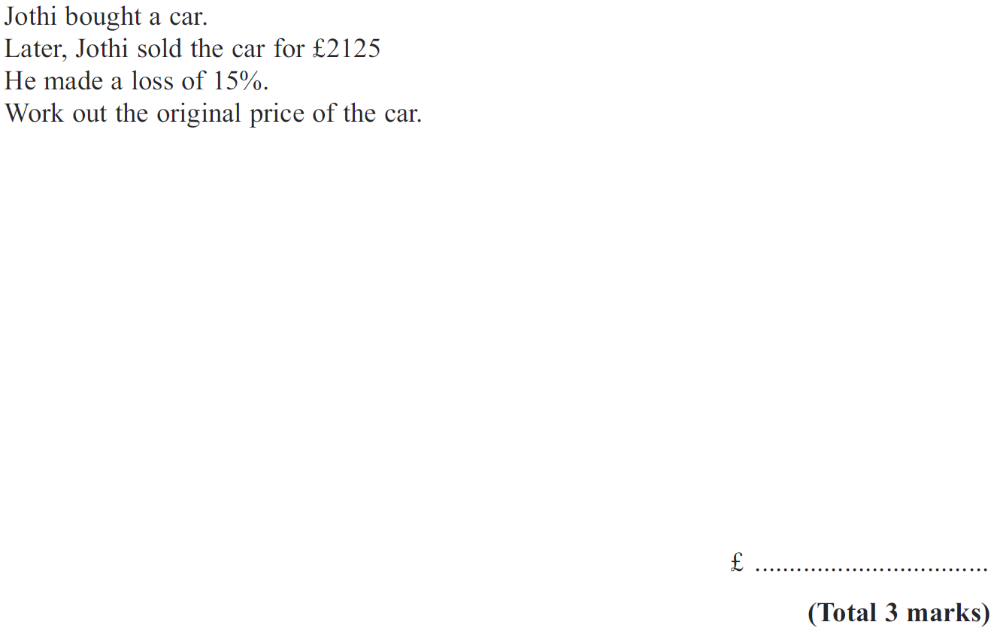 Jothi bought a car.
Later, Jothi sold the car for £2125
He made a loss of 15%.
Work out the original price of the car.
£ ..................................
(Total 3 marks)